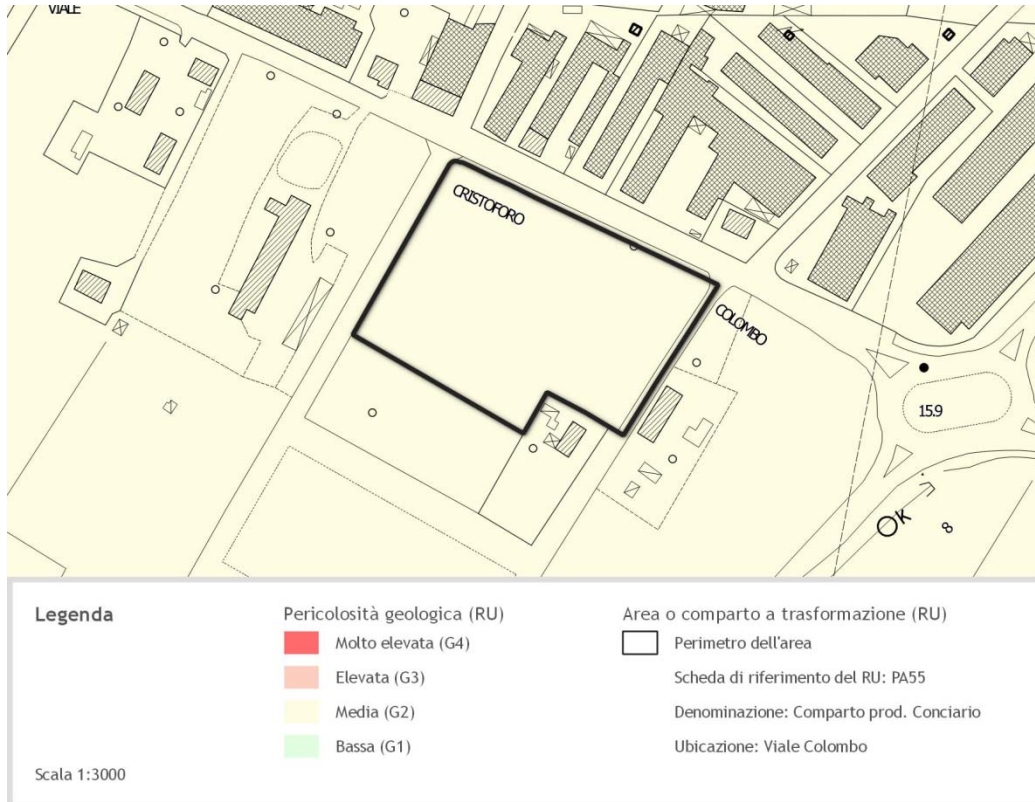 VIALE
CRISTOFORO
COLOMBO
15.9
K
8
Legenda
Pericolosità geologica (RU)
Molto elevata (G4)
Elevata (G3)
Media (G2)
Bassa (G1)
Area o comparto a trasformazione (RU)
Perimetro dell'area
Scheda di riferimento del RU: PA55
Denominazione: Comparto prod. Conciario
Ubicazione: Viale Colombo
Scala 1:3000